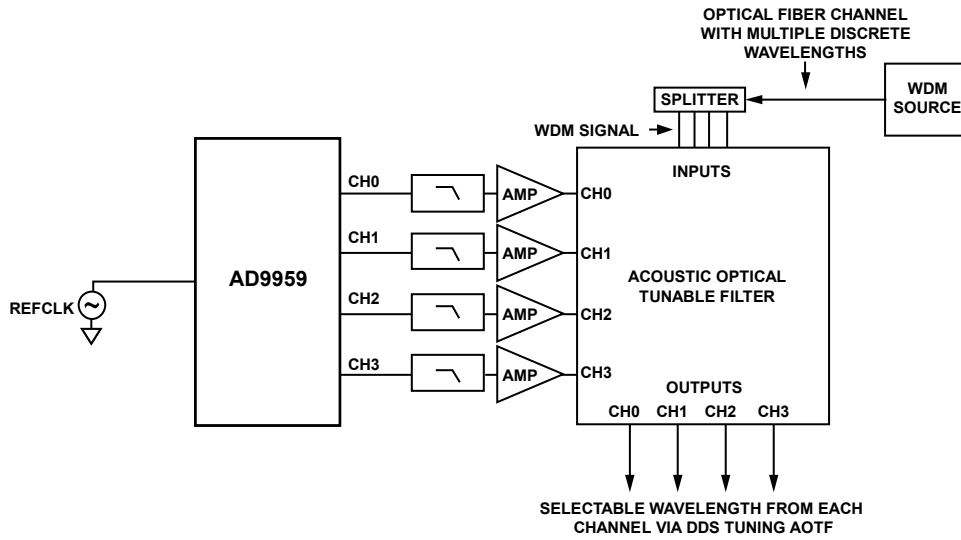 OPTICAL FIBER CHANNEL
WITH MULTIPLE DISCRETE
WAVELENGTHS
WDM
SOURCE
SPLITTER
WDM SIGNAL
INPUTS
CH0
AMP
CH0
CH1
AMP
CH1
AD9959
ACOUSTIC OPTICAL
TUNABLE FILTER
REFCLK
CH2
AMP
CH2
CH3
AMP
CH3
OUTPUTS
CH0 CH1 CH2 CH3
SELECTABLE WAVELENGTH FROM EACH
CHANNEL VIA DDS TUNING AOTF